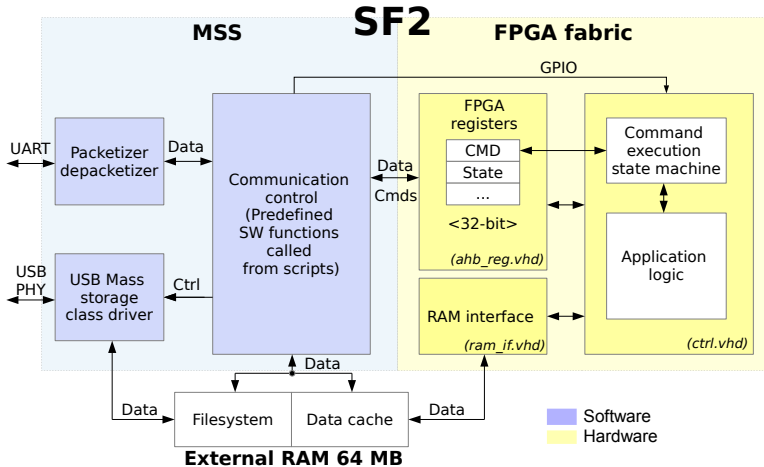 SF2
MSS
FPGA fabric
GPIO
UART
Packetizer
depacketizer
Data
Communication
control
(Predefined
SW functions
called
from scripts)
Data
Cmds
FPGA
registers
CMD
State
...
<32-bit>
(ahb_reg.vhd)
Command
execution
state machine
Application
logic
(ctrl.vhd)
USB
PHY
USB Mass
storage
class driver
Ctrl
RAM interface
(ram_if.vhd)
Data
Data
Filesystem
Data cache
Data
External RAM 64 MB
Software
Hardware